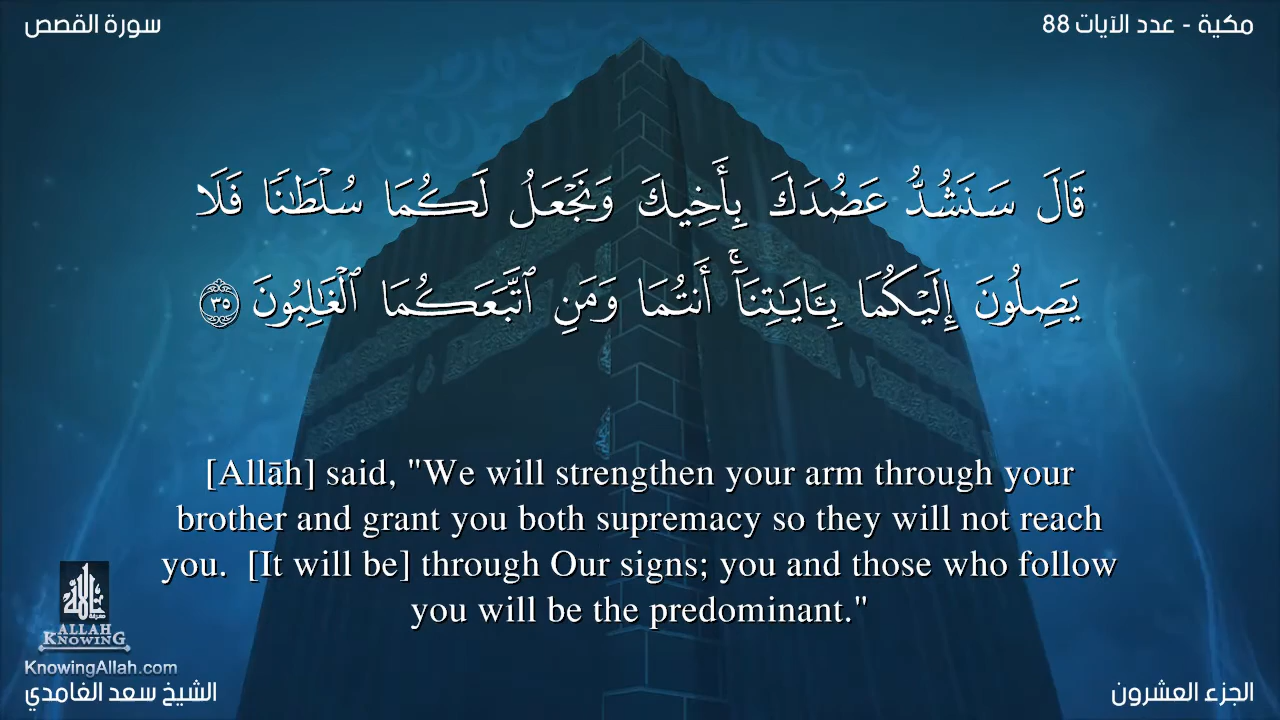 سورة القصص
مكية - عدد الآيات 88
قَالَ سَنَشُدُّ عَضُدَكَ بِأَخِيكَ وَنَجْعَلُ لَكُمَا سُلْطَٰنًا فَلَا
يَصِلُونَ إِلَيْكُمَا بِـَٔايَٰتِنَآ ۚ أَنتُمَا وَمَنِ ٱتَّبَعَكُمَا ٱلْغَٰلِبُونَ ٣٥
[Allāh] said, "We will strengthen your arm through your
brother and grant you both supremacy so they will not reach
you.  [It will be] through Our signs; you and those who follow
you will be the predominant."
معرفة الله
ALLAH
KNOWING
KnowingAllah.com
الشيخ سعد الغامدي
الجزء العشرون